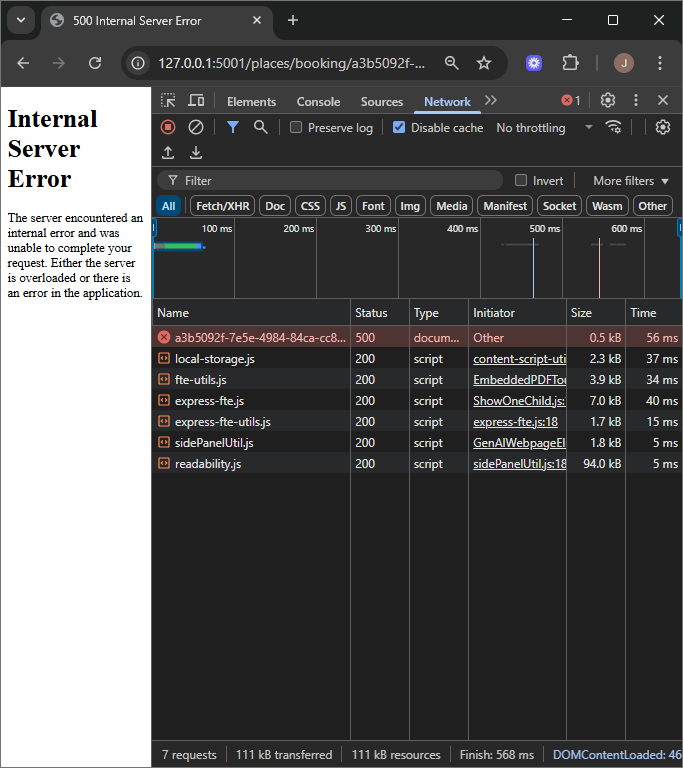 500 Internal Server Error
127.0.0.1:5001/places/booking/a3b5092f-...
J
Internal
Server
Error
The server encountered an
internal error and was
unable to complete your
request. Either the server
is overloaded or there is
an error in the application.
Elements Console Sources Network 1
Preserve log Disable cache No throttling
Filter Invert More filters
All Fetch/XHR Doc CSS JS Font Img Media Manifest Socket Wasm Other
100 ms 200 ms 300 ms 400 ms 500 ms 600 ms
Name Status Type Initiator Size Time
a3b5092f-7e5e-4984-84ca-cc8... 500 docum... Other 0.5 kB 56 ms
local-storage.js 200 script content-script-uti 2.3 kB 37 ms
fte-utils.js 200 script EmbeddedPDFTou 3.9 kB 34 ms
express-fte.js 200 script ShowOneChild.js: 7.0 kB 40 ms
express-fte-utils.js 200 script express-fte.js:18 1.7 kB 15 ms
sidePanelUtil.js 200 script GenAIWebpageEl 1.8 kB 5 ms
readability.js 200 script sidePanelUtil.js:18 94.0 kB 5 ms
7 requests 111 kB transferred 111 kB resources Finish: 568 ms DOMContentLoaded: 46